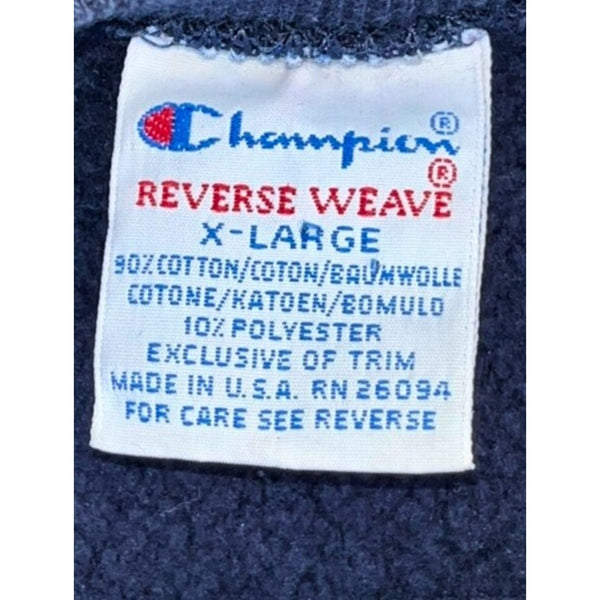 Champion®
REVERSE WEAVE®
X-LARGE
90% COTTON/COTON/BAUMWOLLE
COTONE/KATOEN/BOMULD
10% POLYESTER
EXCLUSIVE OF TRIM
MADE IN U.S.A. RN 26094
FOR CARE SEE REVERSE